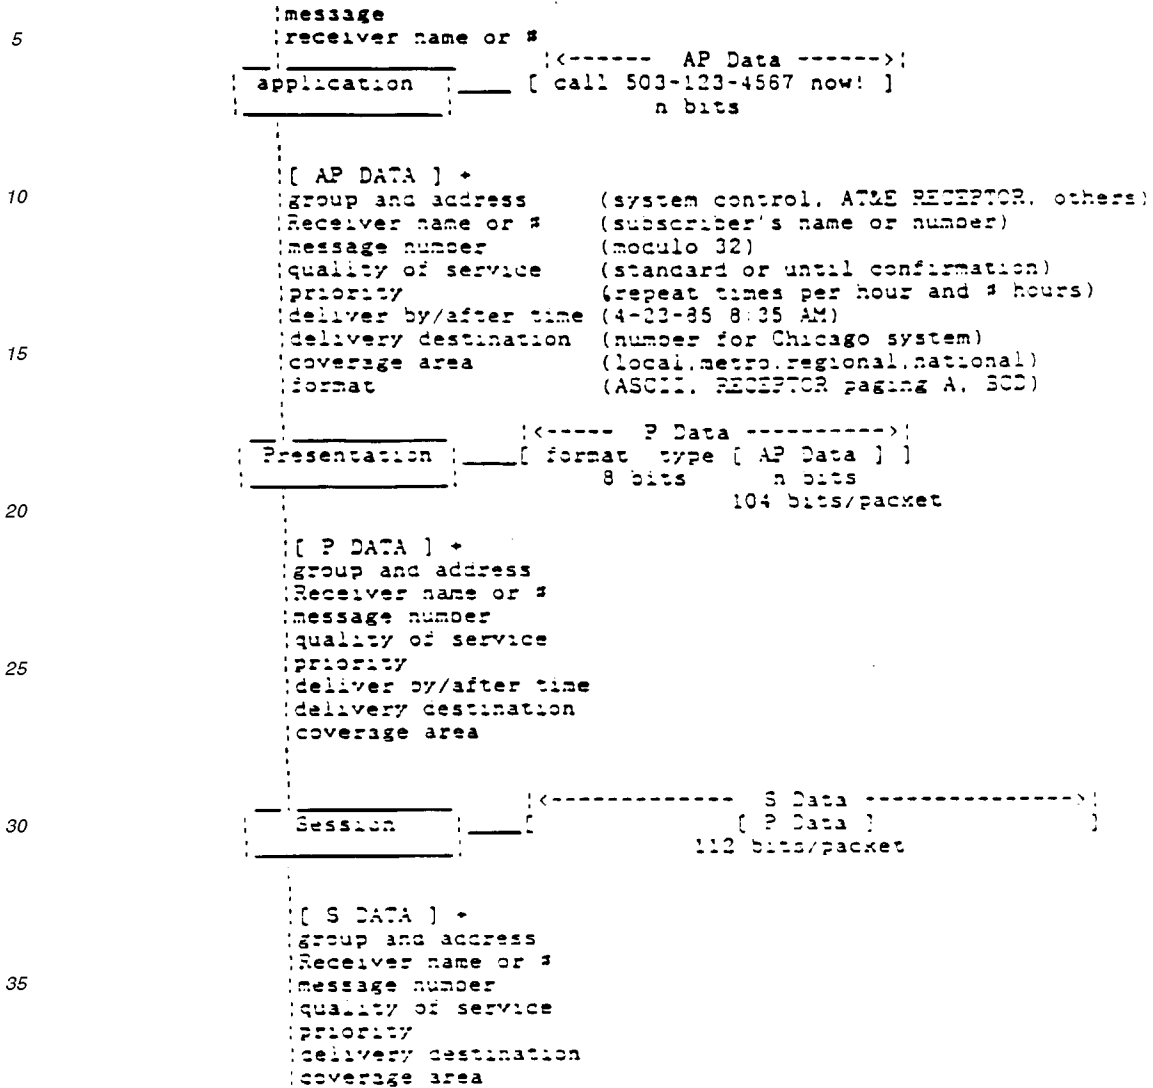 message
5 receiver name or #
|<------ AP Data ------>|
application [ call 503-123-4567 now! ]
n bits
[ AP DATA ] +
10 group and address (system control, AT&E RECEPTOR, others)
Receiver name or # (subscriber's name or number)
message number (modulo 32)
quality of service (standard or until confirmation)
priority (repeat times per hour and # hours)
deliver by/after time (4-23-85 8:35 AM)
delivery destination (number for Chicago system)
15 coverage area (local,metro,regional,national)
format (ASCII, RECEPTOR paging A, BCD)
|<----- P Data ---------->|
Presentation [ format type [ AP Data ] ]
8 bits n bits
104 bits/packet
20
[ P DATA ] +
group and address
Receiver name or #
message number
quality of service
25 priority
deliver by/after time
delivery destination
coverage area
|<------------- S Data --------------->|
30 Session [ [ P Data ] ]
112 bits/packet
[ S DATA ] +
group and address
Receiver name or #
35 message number
quality of service
priority
delivery destination
coverage area